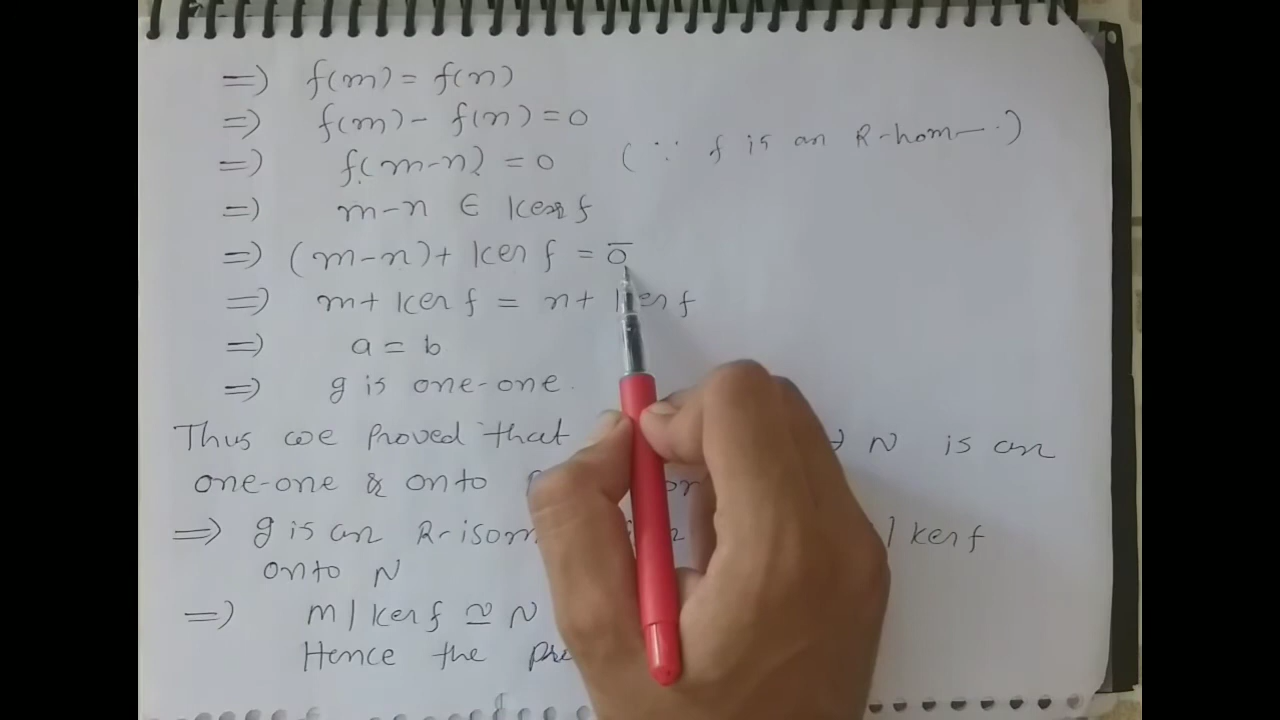 => f(m) = f(n)
=> f(m) - f(n) = 0
=> f(m-n) = 0 (∵ f is an R-hom—.)
=> m-n ∈ ker f
=> (m-n) + ker f = 0̅
=> m + ker f = n + ker f
=> a = b
=> g is one-one.
Thus we proved that N is an
one-one & onto
=> g is an / ker f
onto N
=> M / ker f ≃ N
Hence the